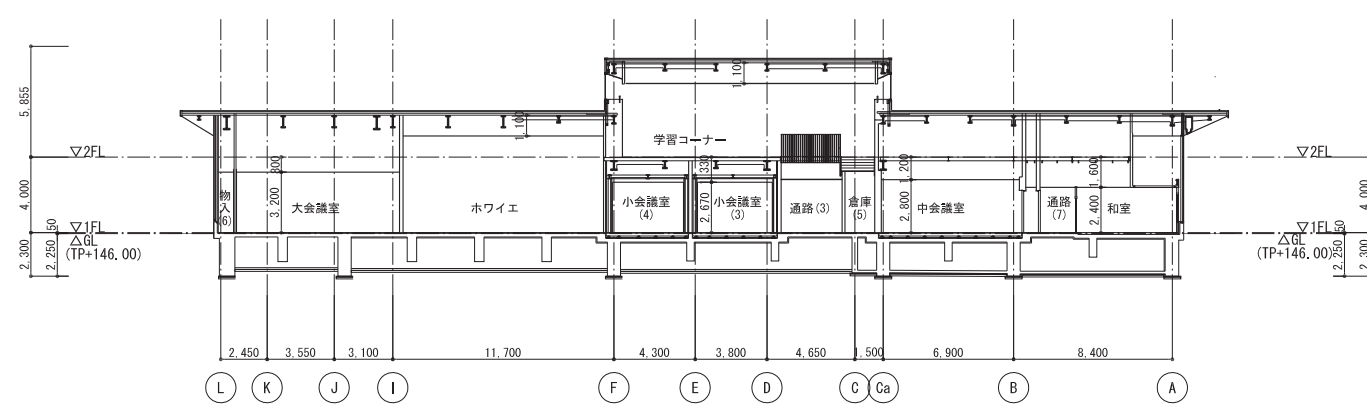 5,855
1,100
1,100
学習コーナー
▽2FL
▽2FL
4,000
800
3,200
物入
(6)
大会議室
ホワイエ
小会議室
(4)
330
2,670
小会議室
(3)
通路(3)
倉庫
(5)
1,200
2,800
中会議室
通路
(7)
1,600
2,400
和室
4,000
50
▽1FL
△GL
(TP+146.00)
2,300
2,250
▽1FL
△GL
(TP+146.00)
50
2,250
2,300
2,450
3,550
3,100
11,700
4,300
3,800
4,650
1,500
6,900
8,400
L
K
J
I
F
E
D
C
Ca
B
A